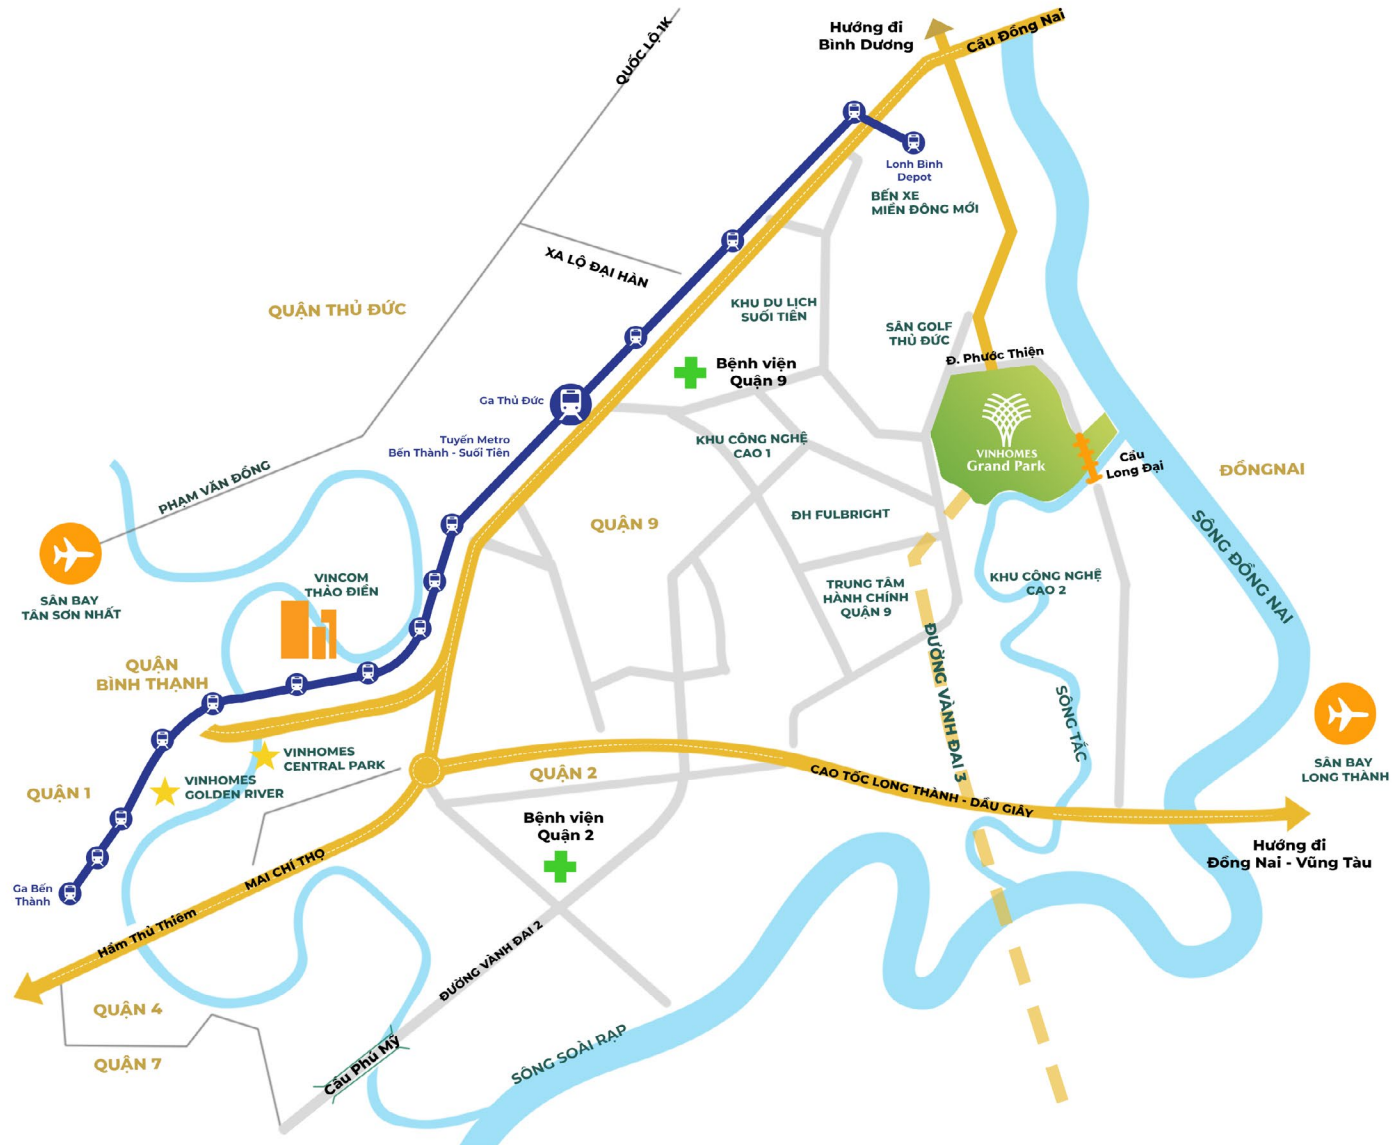 Hướng đi
Bình Dương
Cầu Đồng Nai
QUỐC LỘ 1K
Lonh Bình
Depot
BẾN XE
MIỀN ĐÔNG MỚI
XA LỘ ĐẠI HÀN
QUẬN THỦ ĐỨC
KHU DU LỊCH
SUỐI TIÊN
SÂN GOLF
THỦ ĐỨC
Đ. Phước Thiện
Bệnh viện
Quận 9
Ga Thủ Đức
Tuyến Metro
Bến Thành - Suối Tiên
KHU CÔNG NGHỆ
CAO 1
VINHOMES
Grand Park
Cầu
Long Đại
ĐỒNGNAI
PHẠM VĂN ĐỒNG
QUẬN 9
ĐH FULBRIGHT
SÔNG ĐỒNG NAI
SÂN BAY
TÂN SƠN NHẤT
VINCOM
THẢO ĐIỀN
TRUNG TÂM
HÀNH CHÍNH
QUẬN 9
KHU CÔNG NGHỆ
CAO 2
QUẬN
BÌNH THẠNH
ĐƯỜNG VÀNH ĐAI 3
SÔNG TẮC
VINHOMES
CENTRAL PARK
VINHOMES
GOLDEN RIVER
QUẬN 1
QUẬN 2
CAO TỐC LONG THÀNH - DẦU GIÂY
SÂN BAY
LONG THÀNH
Bệnh viện
Quận 2
Hướng đi
Đồng Nai - Vũng Tàu
MAI CHÍ THỌ
Ga Bến
Thành
Hầm Thủ Thiêm
ĐƯỜNG VÀNH ĐAI 2
QUẬN 4
QUẬN 7
Cầu Phú Mỹ
SÔNG SOÀI RẠP